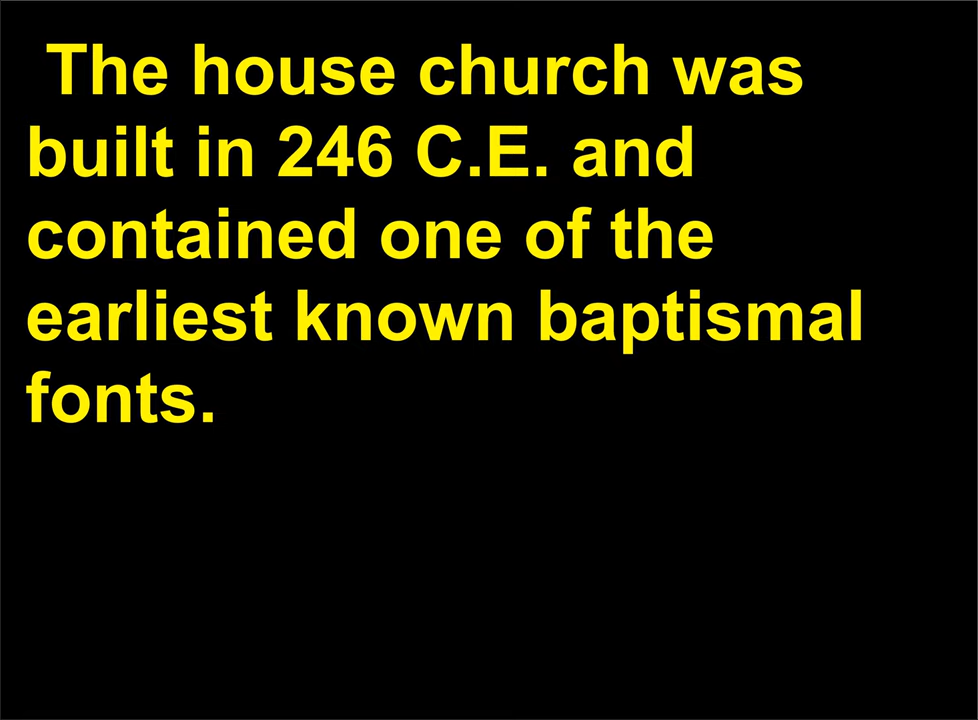 The house church was
built in 246 C.E. and
contained one of the
earliest known baptismal
fonts.